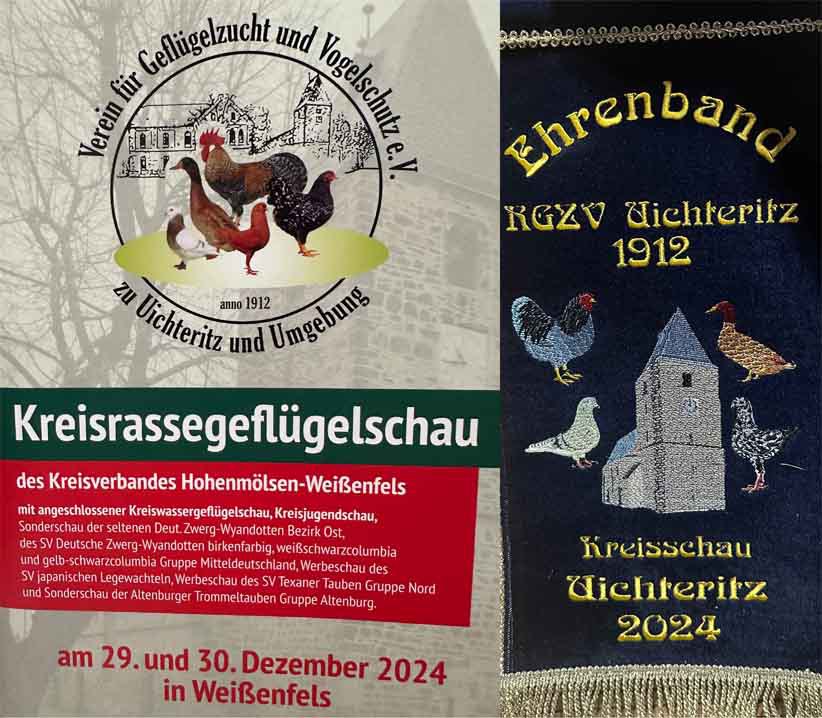 Verein für Geflügelzucht und Vogelschutz e.V.
anno 1912
zu Uichteritz und Umgebung
Kreisrassegeflügelschau
des Kreisverbandes Hohenmölsen-Weißenfels
mit angeschlossener Kreiswassergeflügelschau, Kreisjugendschau,
Sonderschau der seltenen Deut. Zwerg-Wyandotten Bezirk Ost,
des SV Deutsche Zwerg-Wyandotten birkenfarbig, weißschwarzcolumbia
und gelb-schwarzcolumbia Gruppe Mitteldeutschland, Werbeschau des
SV japanischen Legewachteln, Werbeschau des SV Texaner Tauben Gruppe Nord
und Sonderschau der Altenburger Trommeltauben Gruppe Altenburg.
am 29. und 30. Dezember 2024
in Weißenfels
Ehrenband
RGZV Uichteritz
1912
Kreisschau
Uichteritz
2024